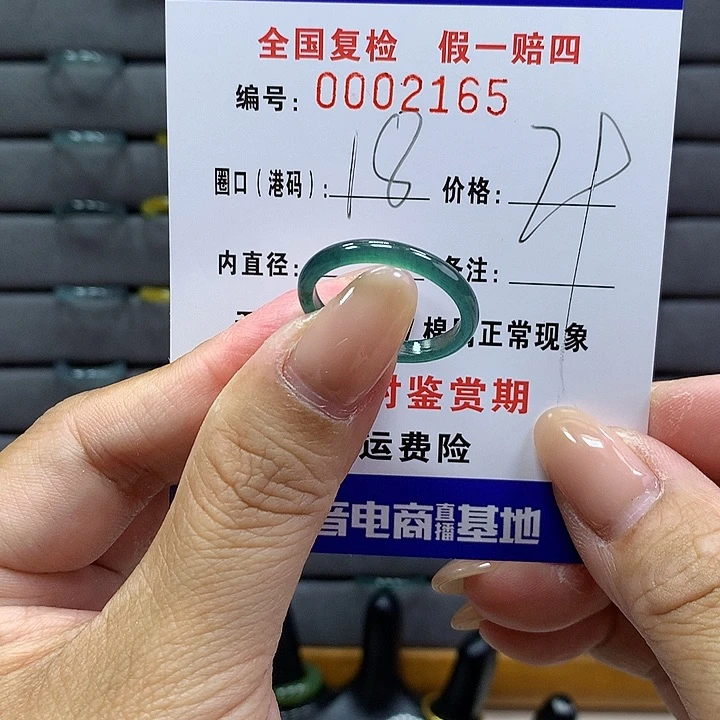 全国复检 假一赔四
编号: 0002165
圈口(港码): 18 价格:
内直径: 备注:
棉 正常现象
时鉴赏期
运费险
音电商直播基地